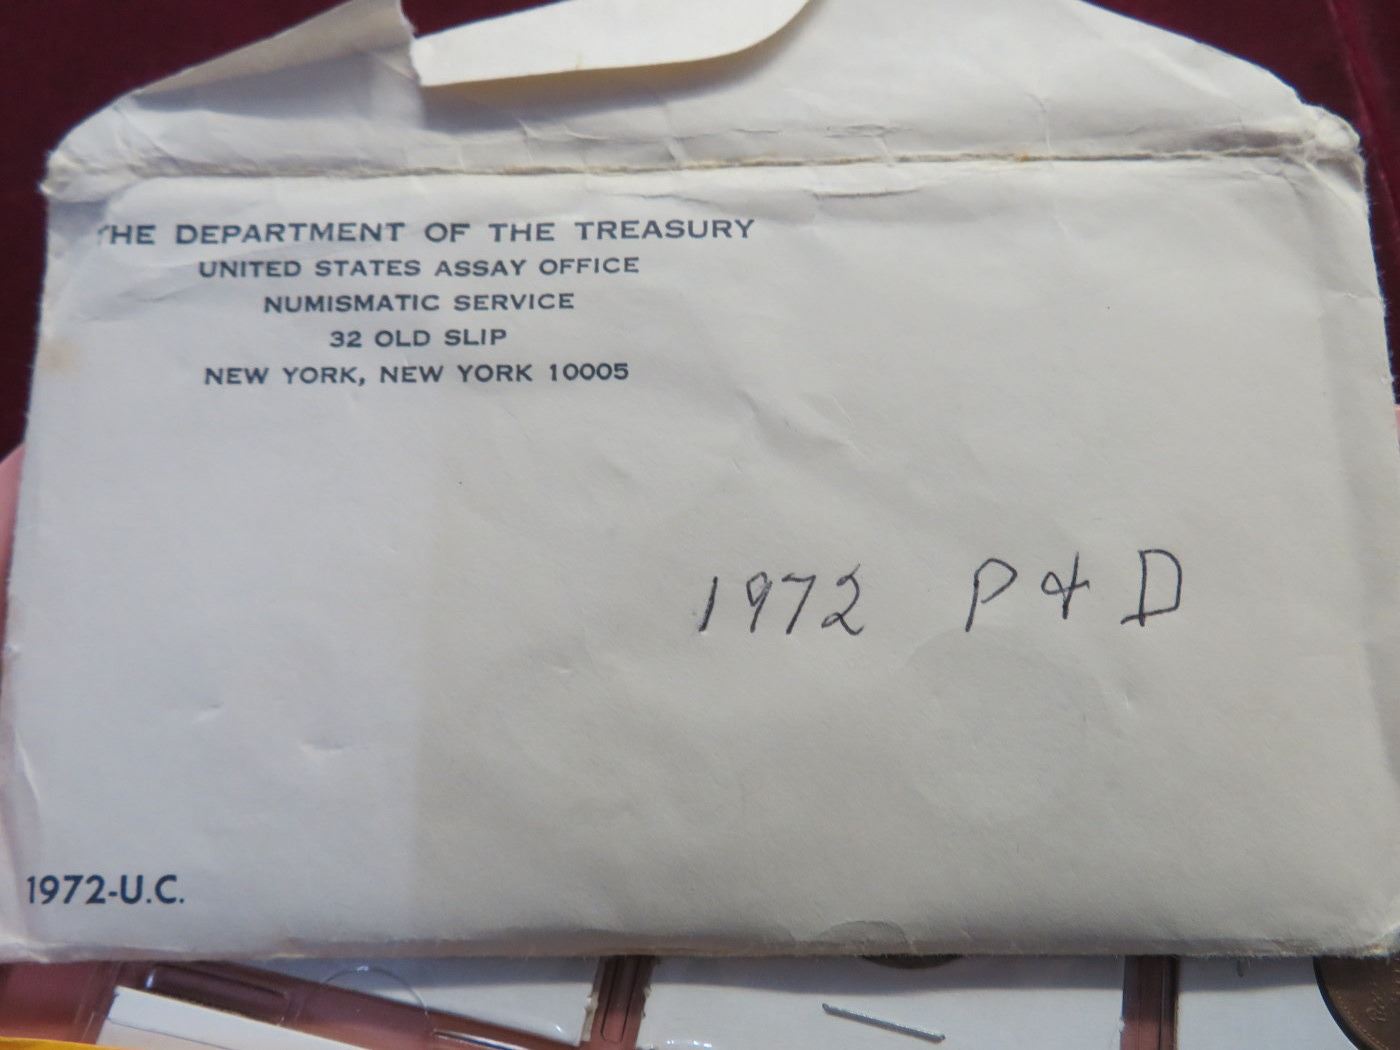 THE DEPARTMENT OF THE TREASURY
UNITED STATES ASSAY OFFICE
NUMISMATIC SERVICE
32 OLD SLIP
NEW YORK, NEW YORK 10005
1972 P & D
1972-U.C.